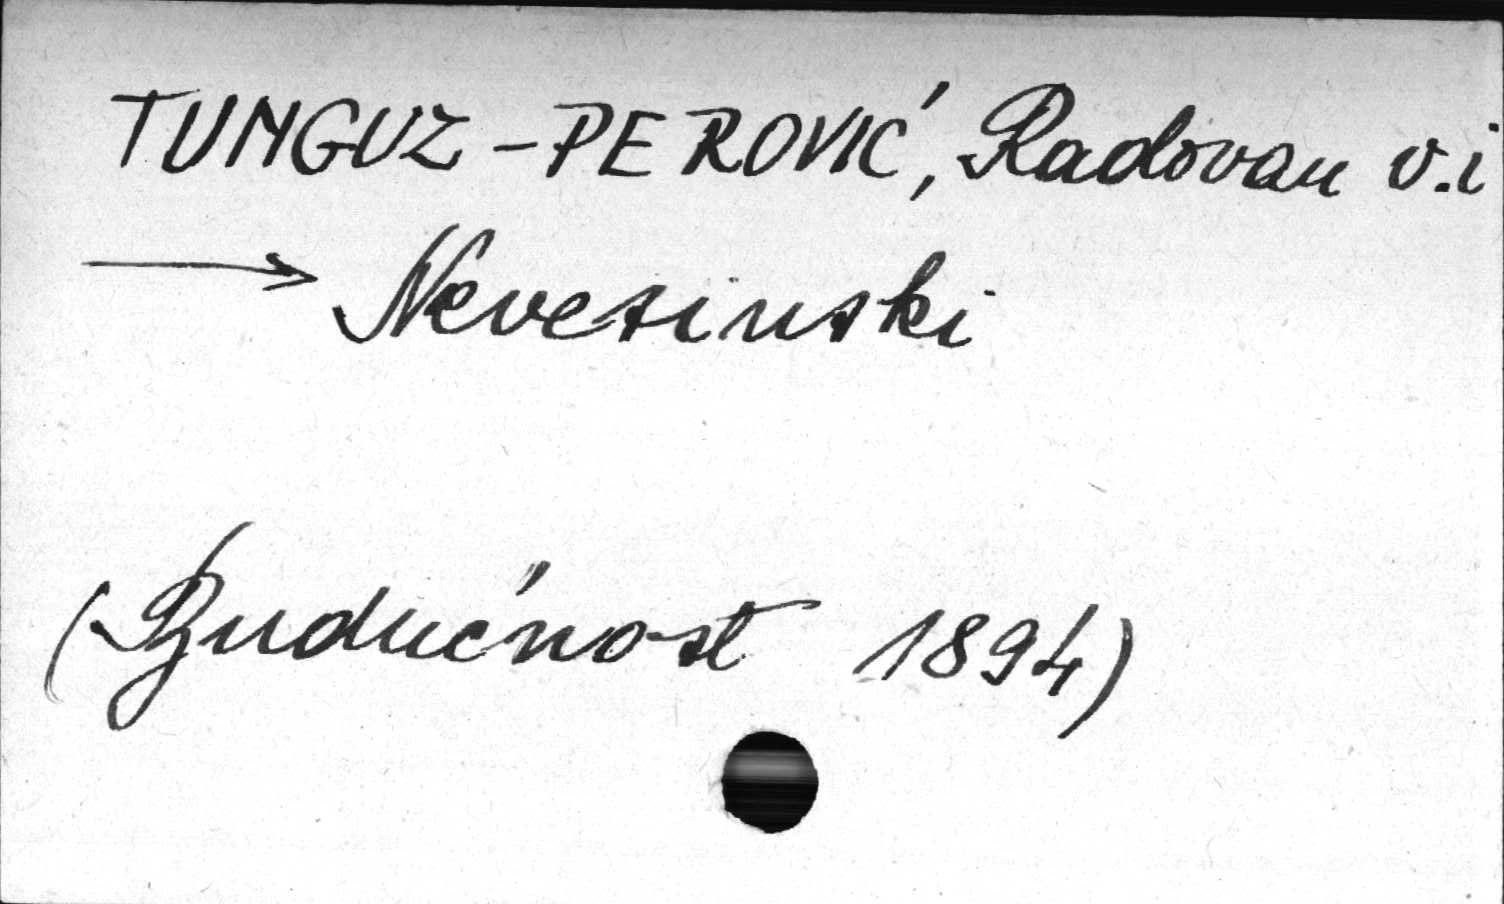 TUNGUZ-PEROVIĆ, Radovan v.i
→ Nevesinski
(Budućnost 1894)